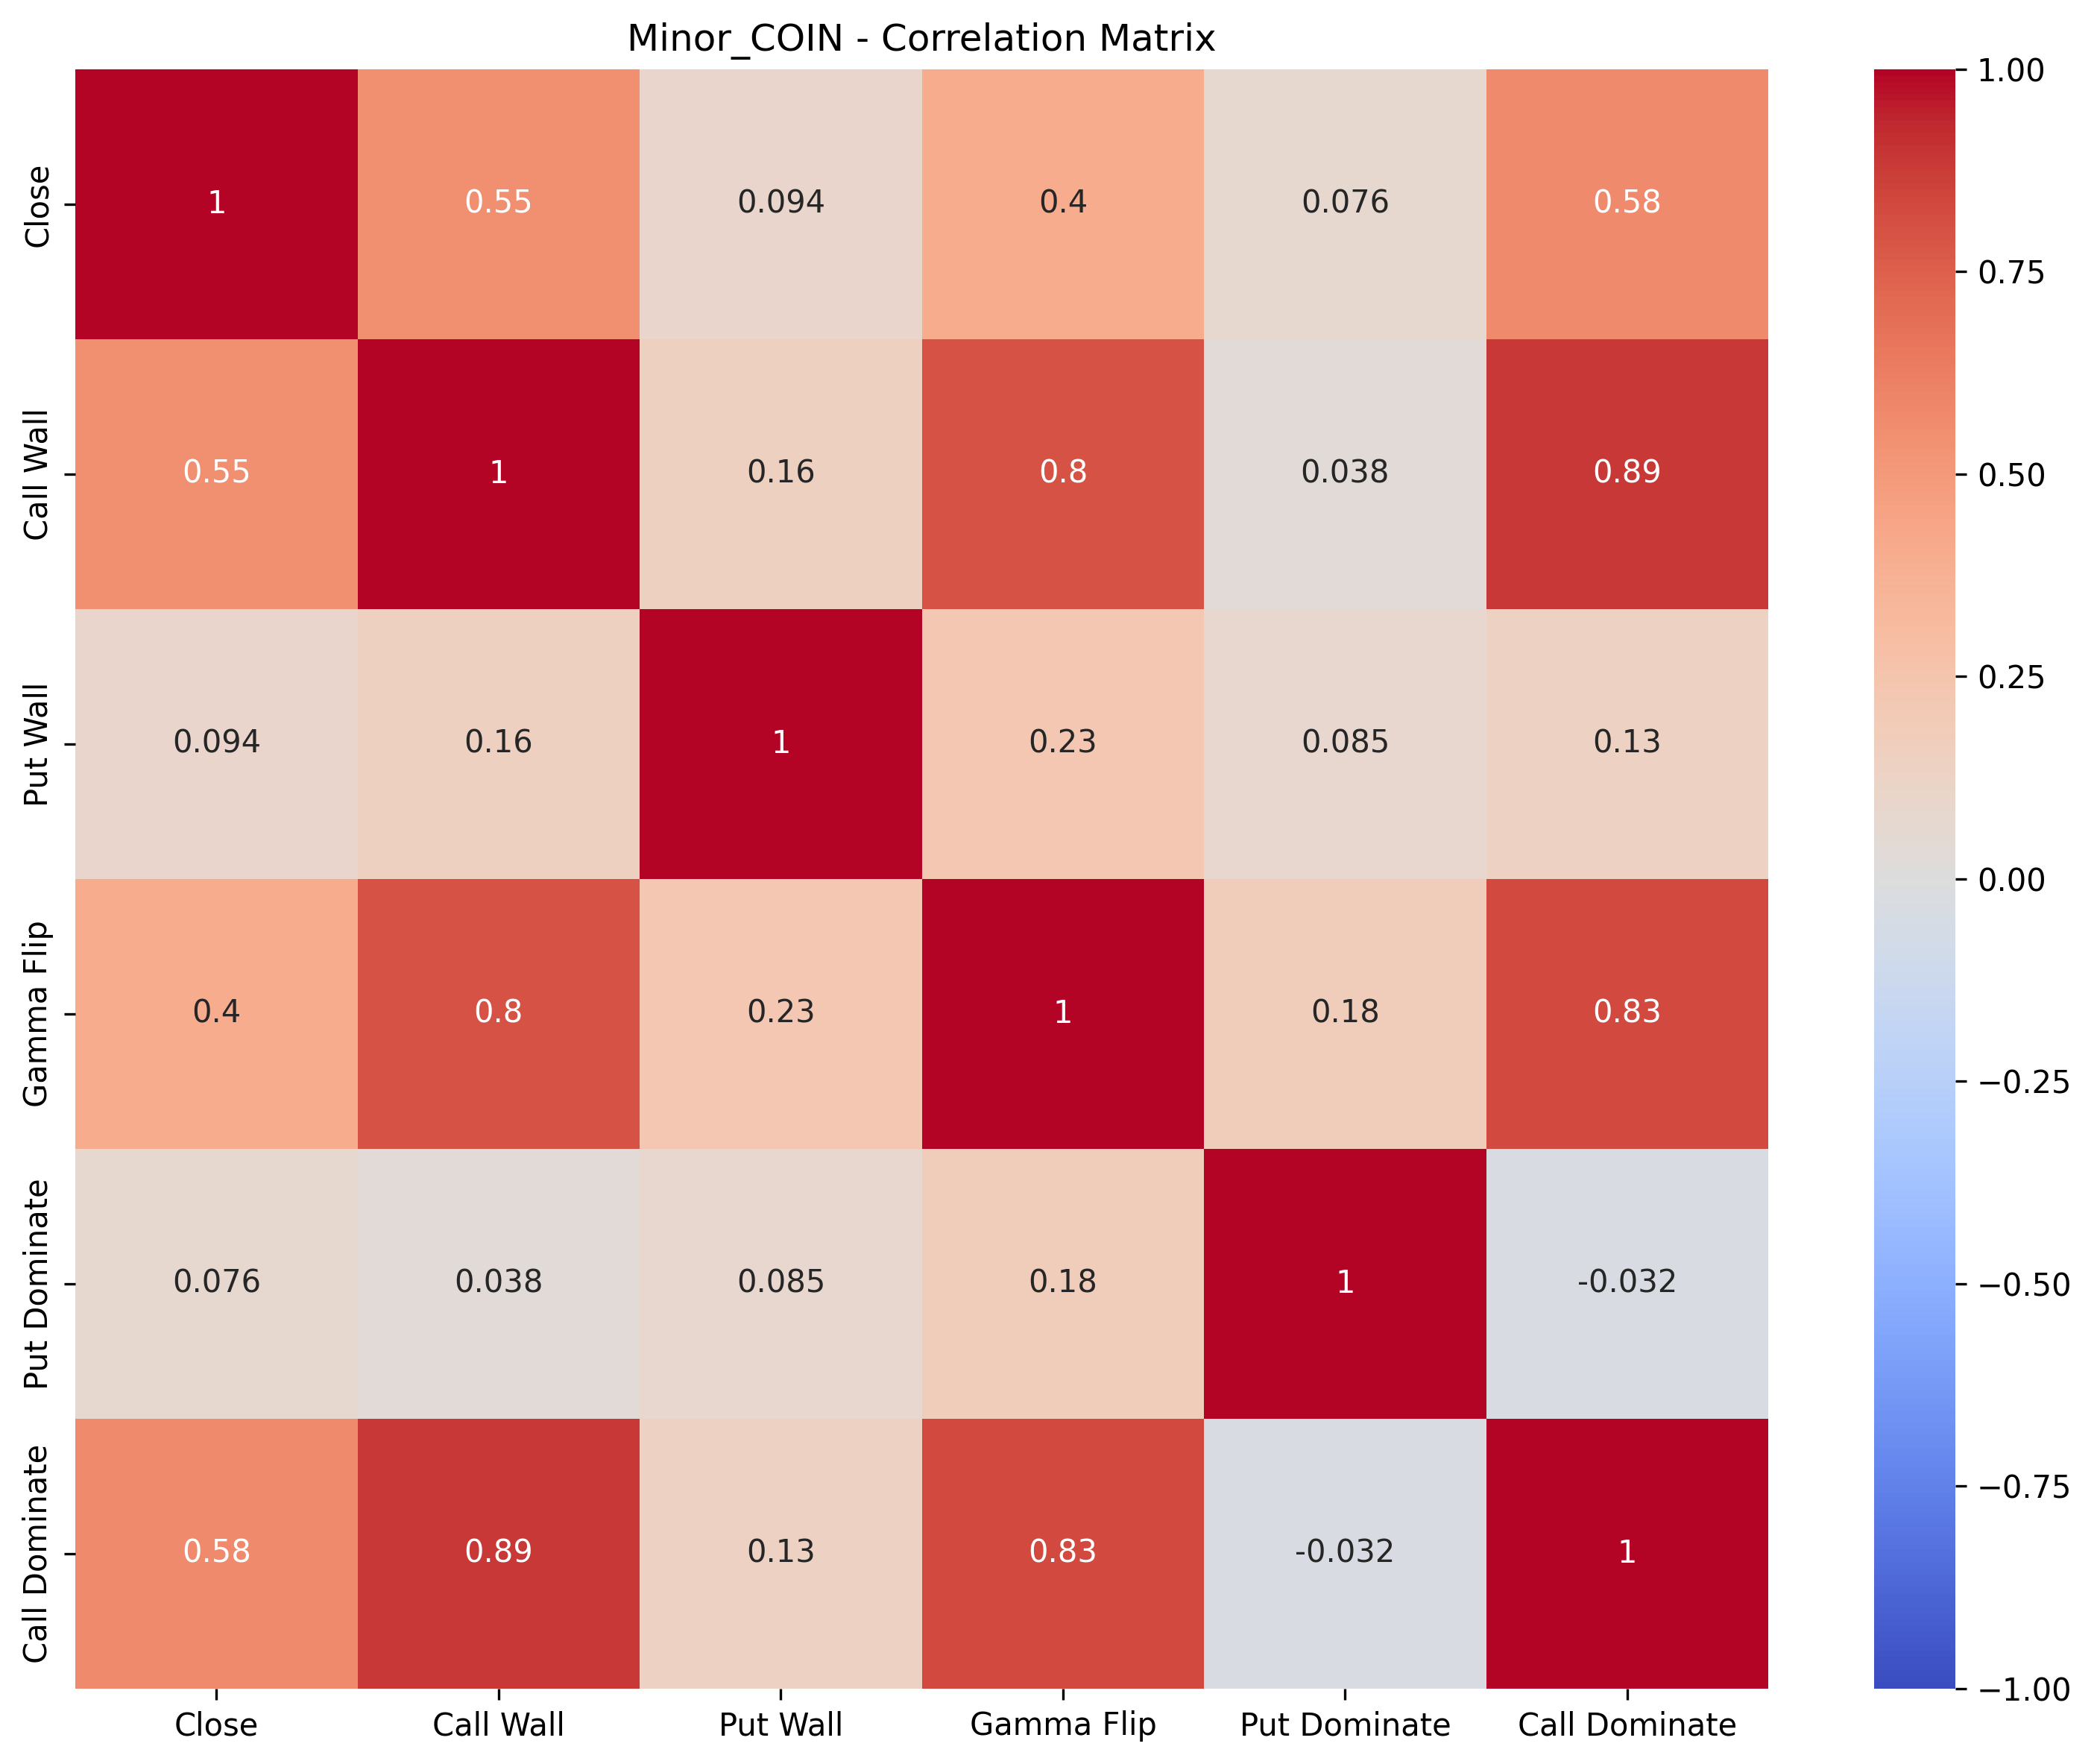 Minor_COIN - Correlation Matrix
Close 1 0.55 0.094 0.4 0.076 0.58
Call Wall 0.55 1 0.16 0.8 0.038 0.89
Put Wall 0.094 0.16 1 0.23 0.085 0.13
Gamma Flip 0.4 0.8 0.23 1 0.18 0.83
Put Dominate 0.076 0.038 0.085 0.18 1 -0.032
Call Dominate 0.58 0.89 0.13 0.83 -0.032 1
Close Call Wall Put Wall Gamma Flip Put Dominate Call Dominate
1.00
0.75
0.50
0.25
0.00
−0.25
−0.50
−0.75
−1.00